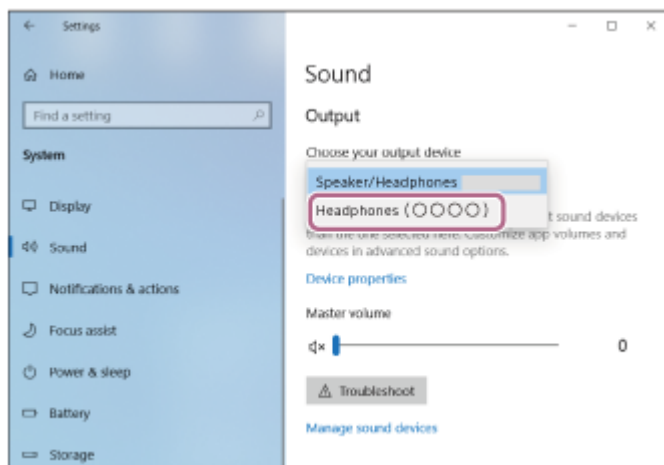 Settings
Home
Find a setting
System
Display
Sound
Notifications & actions
Focus assist
Power & sleep
Battery
Storage
Sound
Output
Choose your output device
Speaker/Headphones
Headphones (○○○○)
t sound devices
than the one selected here. Customize app volumes and
devices in advanced sound options.
Device properties
Master volume
0
Troubleshoot
Manage sound devices